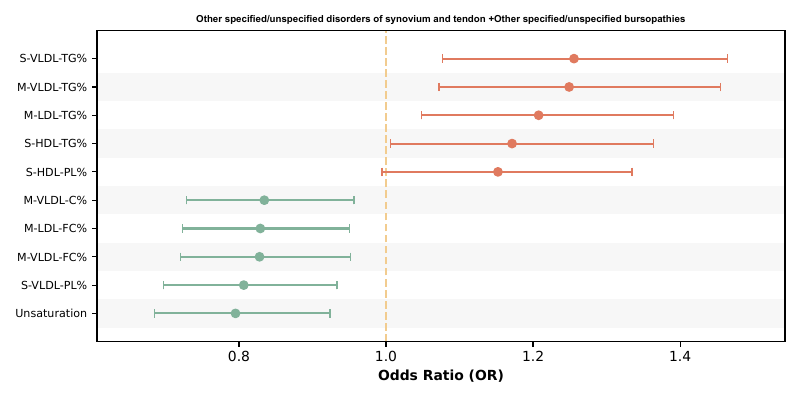 Other specified/unspecified disorders of synovium and tendon +Other specified/unspecified bursopathies
S-VLDL-TG%
M-VLDL-TG%
M-LDL-TG%
S-HDL-TG%
S-HDL-PL%
M-VLDL-C%
M-LDL-FC%
M-VLDL-FC%
S-VLDL-PL%
Unsaturation
0.8 1.0 1.2 1.4
Odds Ratio (OR)